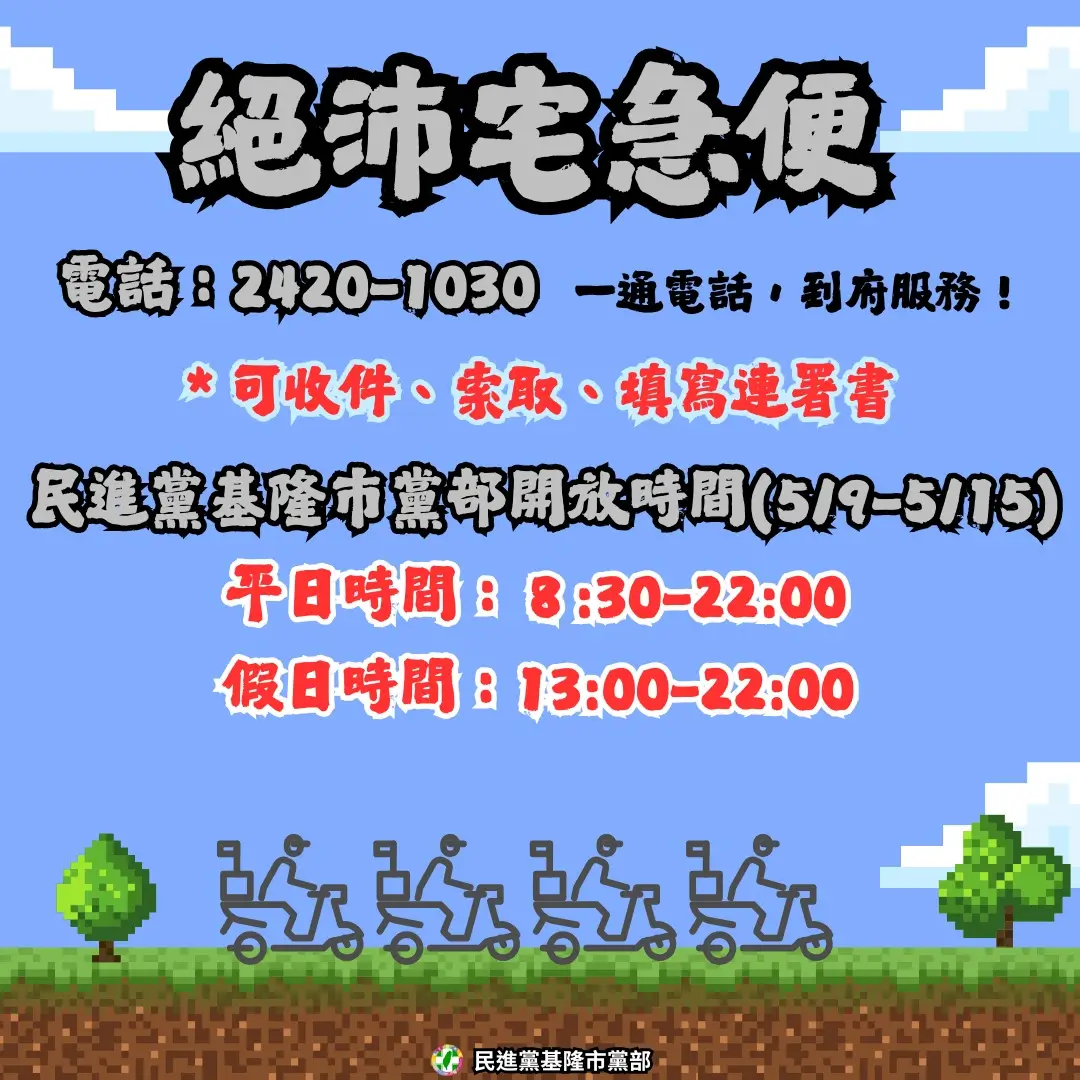 絕沛宅急便
電話：2420-1030 一通電話，到府服務！
*可收件、索取、填寫連署書
民進黨基隆市黨部開放時間(5/9-5/15)
平日時間：8:30-22:00
假日時間：13:00-22:00
民進黨基隆市黨部